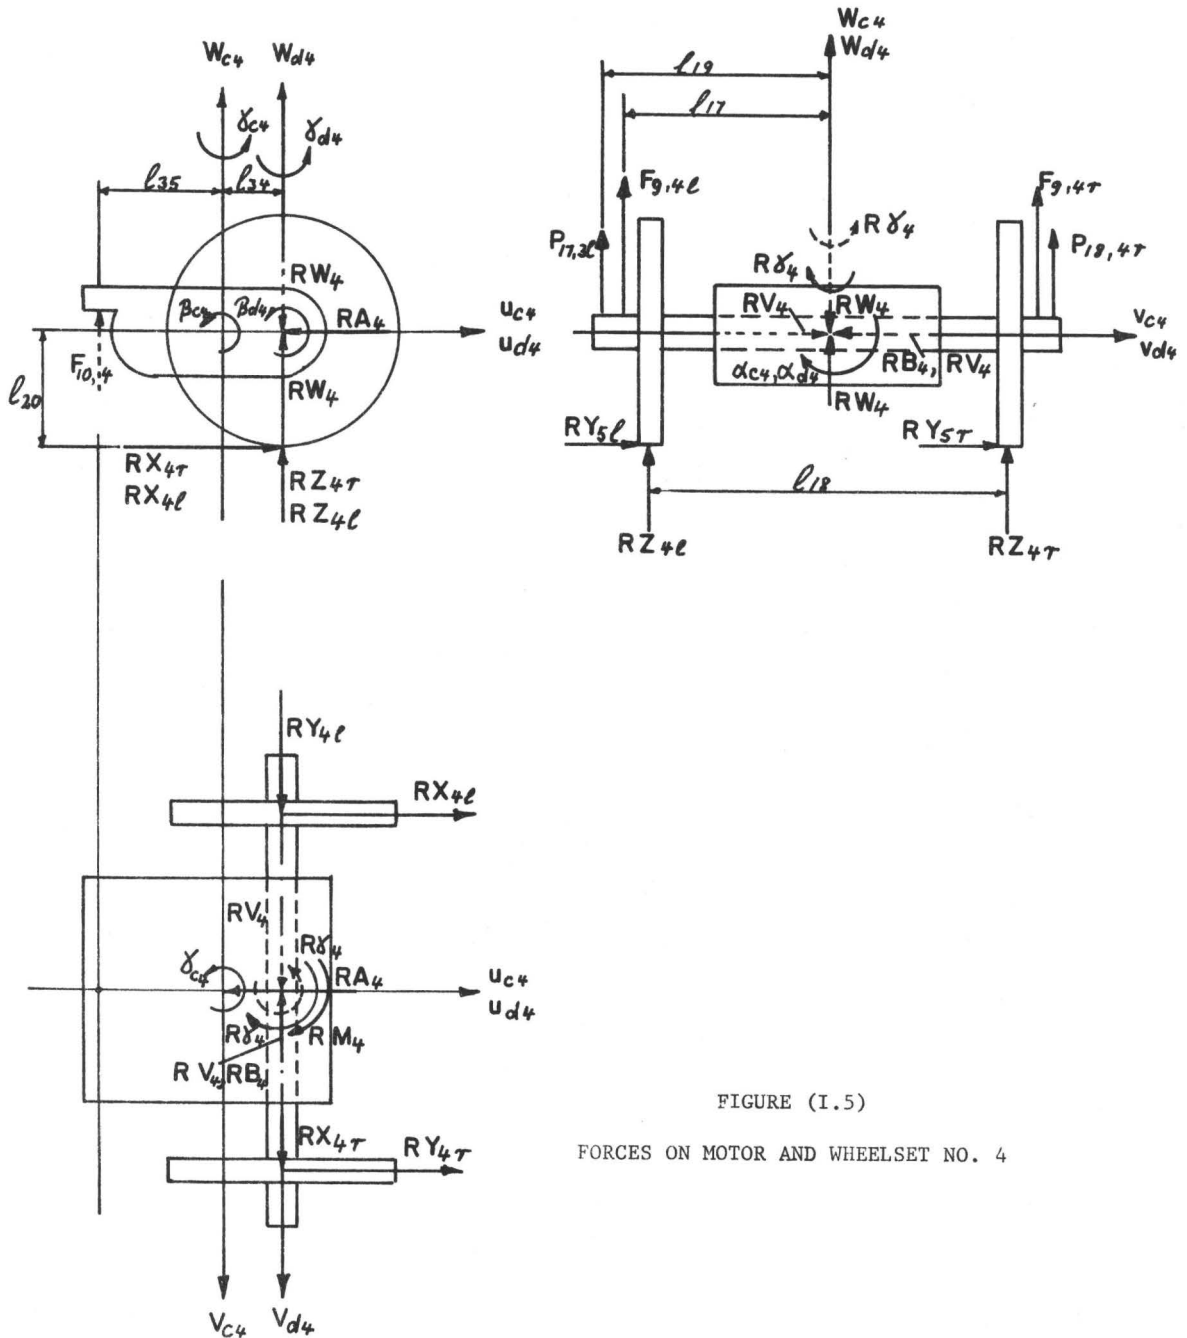 Wc4 Wd4
γc4 γd4
l35 l34
RW4
βc4 βd4
RA4
uc4
ud4
F10,4
l20
RW4
RX4r
RX4l
RZ4r
RZ4l
Wc4
Wd4
l19
l17
F9,4l
F9,4r
P17,3l
P18,4r
Rγ4
Rγ4
RV4 RW4
vc4
vd4
αc4, αd4
RB4, RV4
RW4
RY5l
RY5r
l18
RZ4l
RZ4r
RY4l
RX4l
RV4
Rγ4
γc4
RA4
uc4
ud4
Rγ4
RM4
RV4, RB4
RX4r
RY4r
Vc4
Vd4
FIGURE (I.5)
FORCES ON MOTOR AND WHEELSET NO. 4